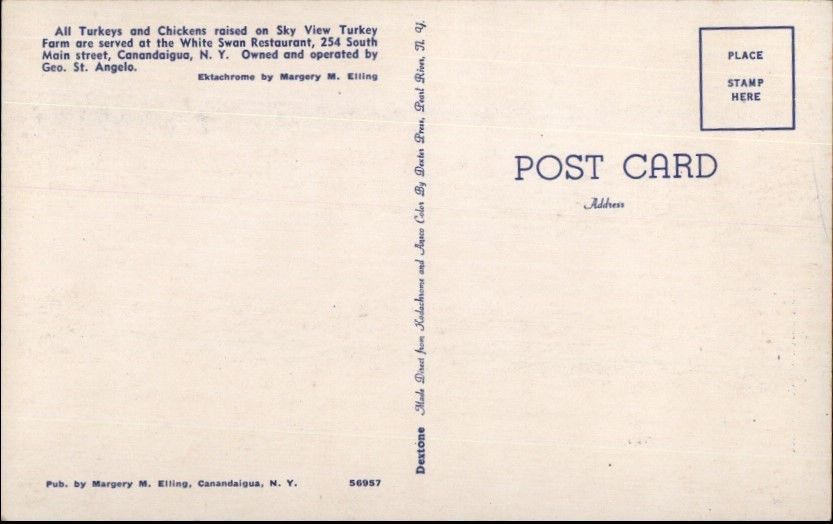 All Turkeys and Chickens raised on Sky View Turkey
Farm are served at the White Swan Restaurant, 254 South
Main street, Canandaigua, N. Y. Owned and operated by
Geo. St. Angelo.
Ektachrome by Margery M. Elling
Pub. by Margery M. Elling, Canandaigua, N. Y. 56957
Dextone Made Direct from Kodachrome and Ansco Color By Dexter Press, Pearl River, N. Y.
PLACE
STAMP
HERE
POST CARD
Address